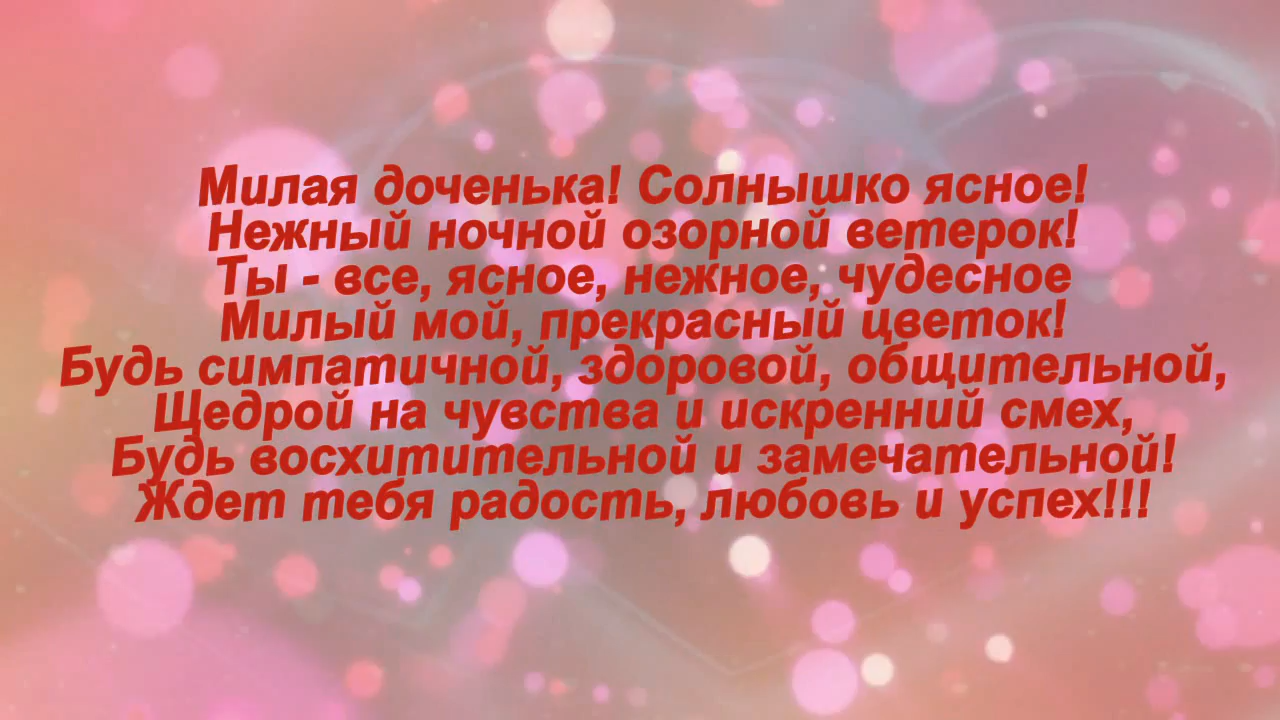 Милая доченька! Солнышко ясное!
Нежный ночной озорной ветерок!
Ты - все, ясное, нежное, чудесное
Милый мой, прекрасный цветок!
Будь симпатичной, здоровой, общительной,
Щедрой на чувства и искренний смех,
Будь восхитительной и замечательной!
Ждет тебя радость, любовь и успех!!!